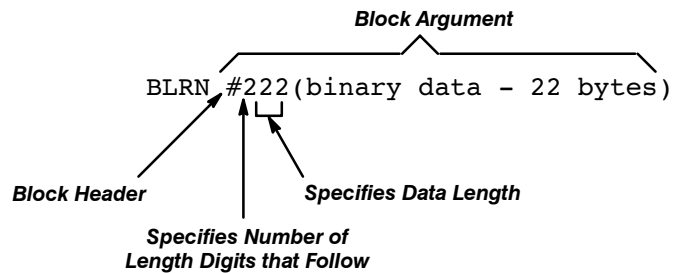 Block Argument
BLRN #222(binary data - 22 bytes)
Block Header
Specifies Data Length
Specifies Number of
Length Digits that Follow